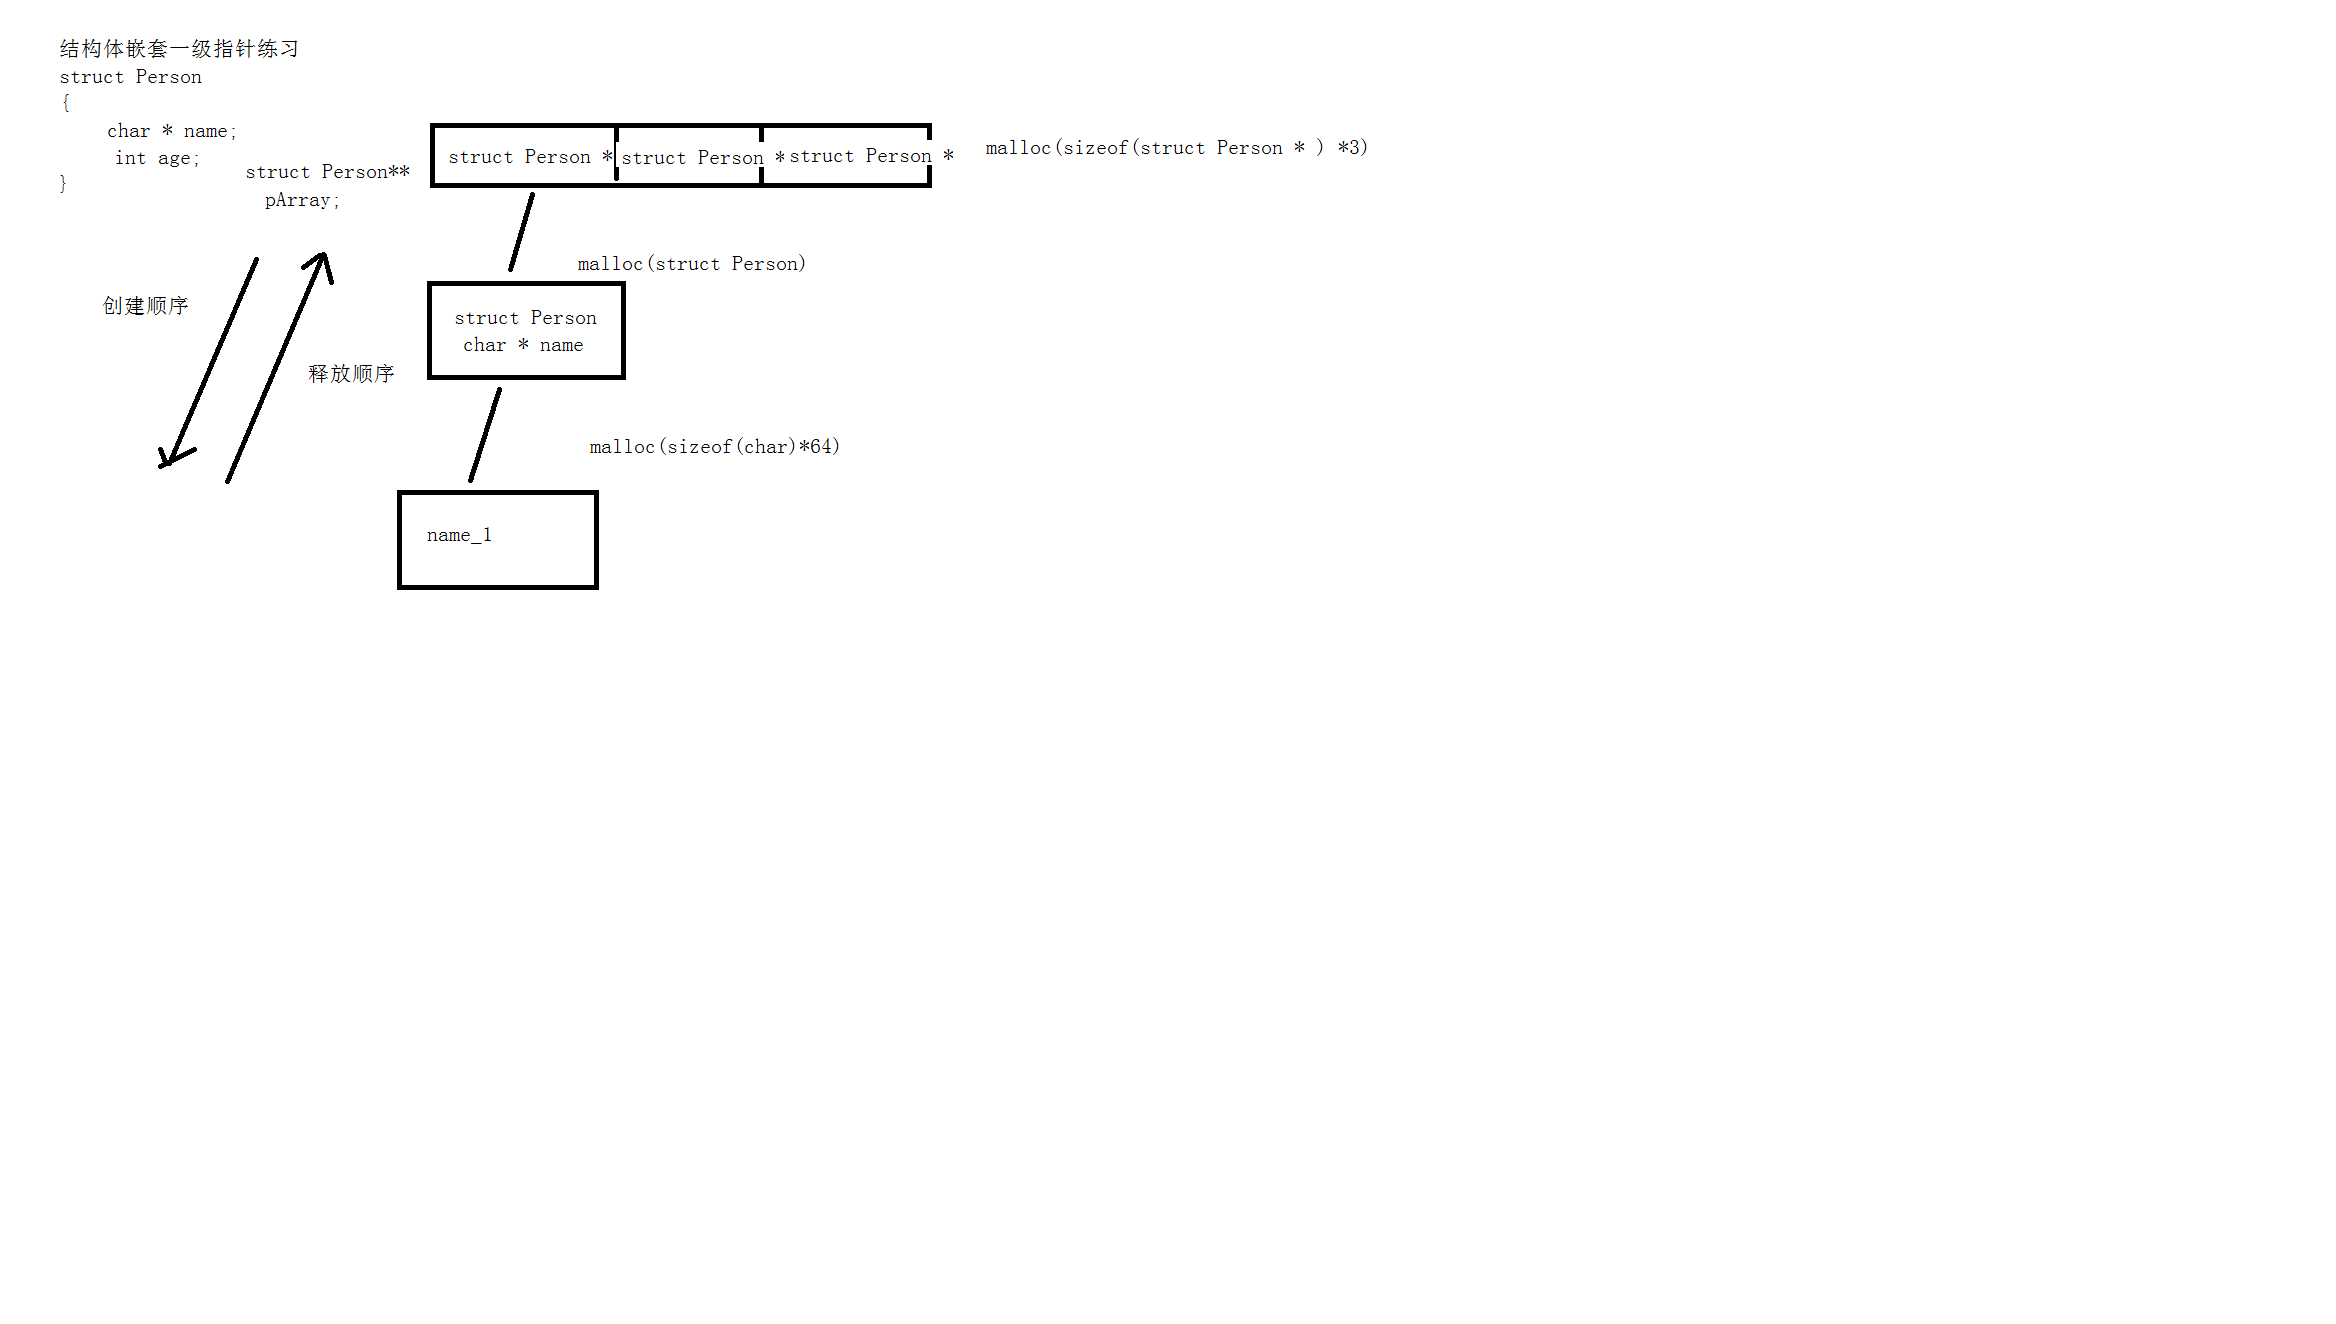 结构体嵌套一级指针练习
struct Person
{
char * name;
int age;
}
struct Person**
pArray;
struct Person *
struct Person *
struct Person *
malloc(sizeof(struct Person * ) *3)
malloc(struct Person)
创建顺序
释放顺序
struct Person
char * name
malloc(sizeof(char)*64)
name_1